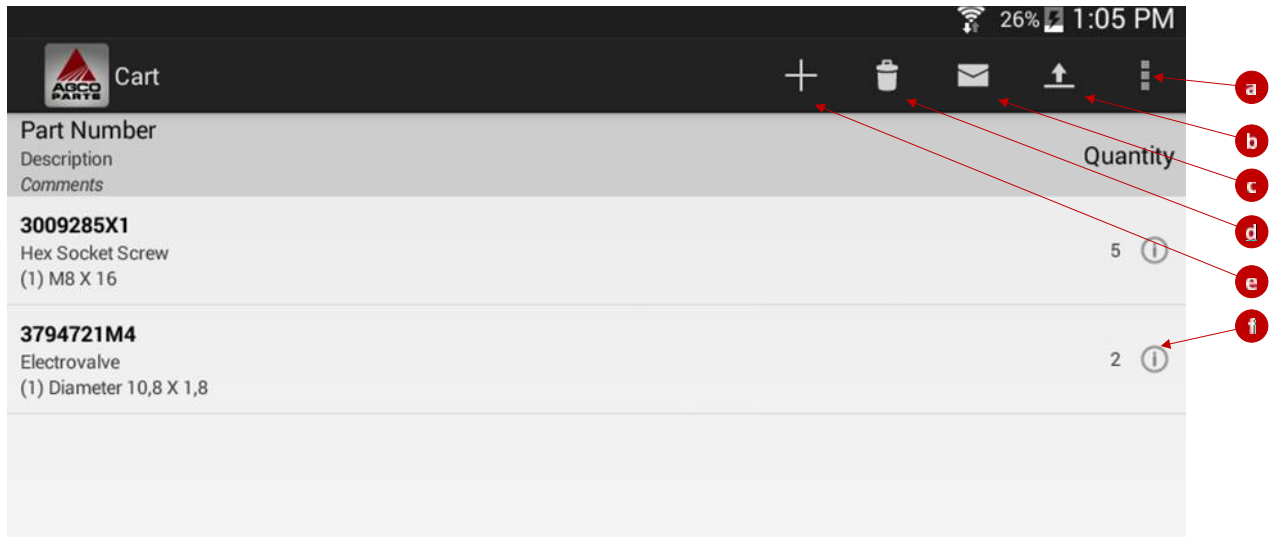 26% 1:05 PM
AGCO
PARTS
Cart
a
b
Part Number
Description
Comments
Quantity
c
3009285X1
Hex Socket Screw
(1) M8 X 16
5
d
e
3794721M4
Electrovalve
(1) Diameter 10,8 X 1,8
2
f